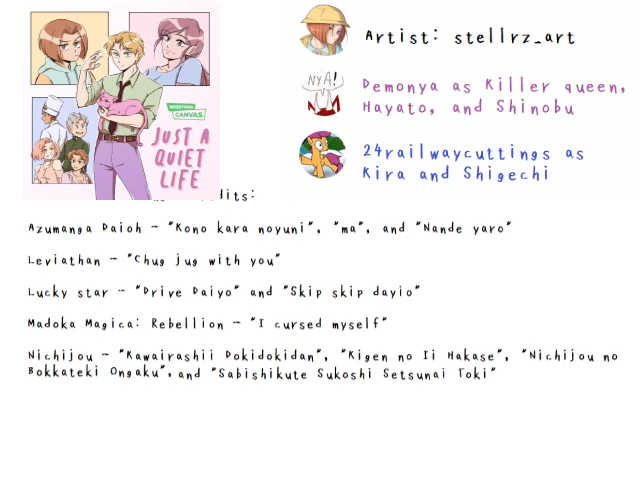 WEBTOON
CANVAS
JUST A
QUIET
LIFE
Artist: stellrz_art
NYA!
Demonya as Killer queen,
Hayato, and Shinobu
24railwaycuttings as
Kira and Shigechi
dits:
Azumanga Daioh - "Kono kara noyuni", "ma", and "Nande yaro"
Leviathan - "Chug jug with you"
Lucky star - "Drive Daiyo" and "Skip skip dayio"
Madoka Magica: Rebellion - "I cursed myself"
Nichijou - "Kawairashii Dokidokidan", "Kigen no Ii Hakase", "Nichijou no
Bokkateki Ongaku", and "Sabishikute Sukoshi Setsunai Toki"